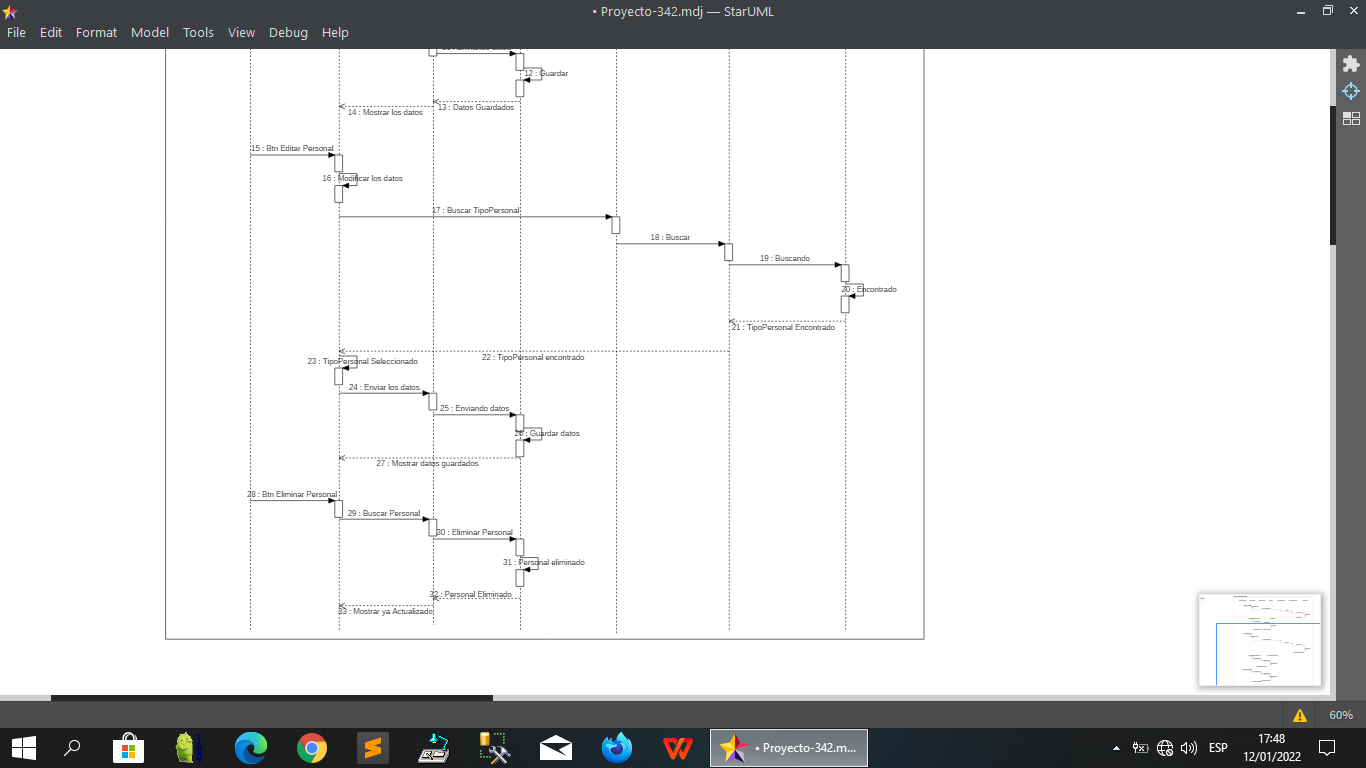 • Proyecto-342.mdj — StarUML
File Edit Format Model Tools View Debug Help
12 : Guardar
13 : Datos Guardados
14 : Mostrar los datos
15 : Btn Editar Personal
16 : Modificar los datos
17 : Buscar TipoPersonal
18 : Buscar
19 : Buscando
20 : Encontrado
21 : TipoPersonal Encontrado
22 : TipoPersonal encontrado
23 : TipoPersonal Seleccionado
24 : Enviar los datos
25 : Enviando datos
26 : Guardar datos
27 : Mostrar datos guardados
28 : Btn Eliminar Personal
29 : Buscar Personal
30 : Eliminar Personal
31 : Personal eliminado
32 : Personal Eliminado
33 : Mostrar ya Actualizado
60%
• Proyecto-342.m...
ESP
17:48
12/01/2022